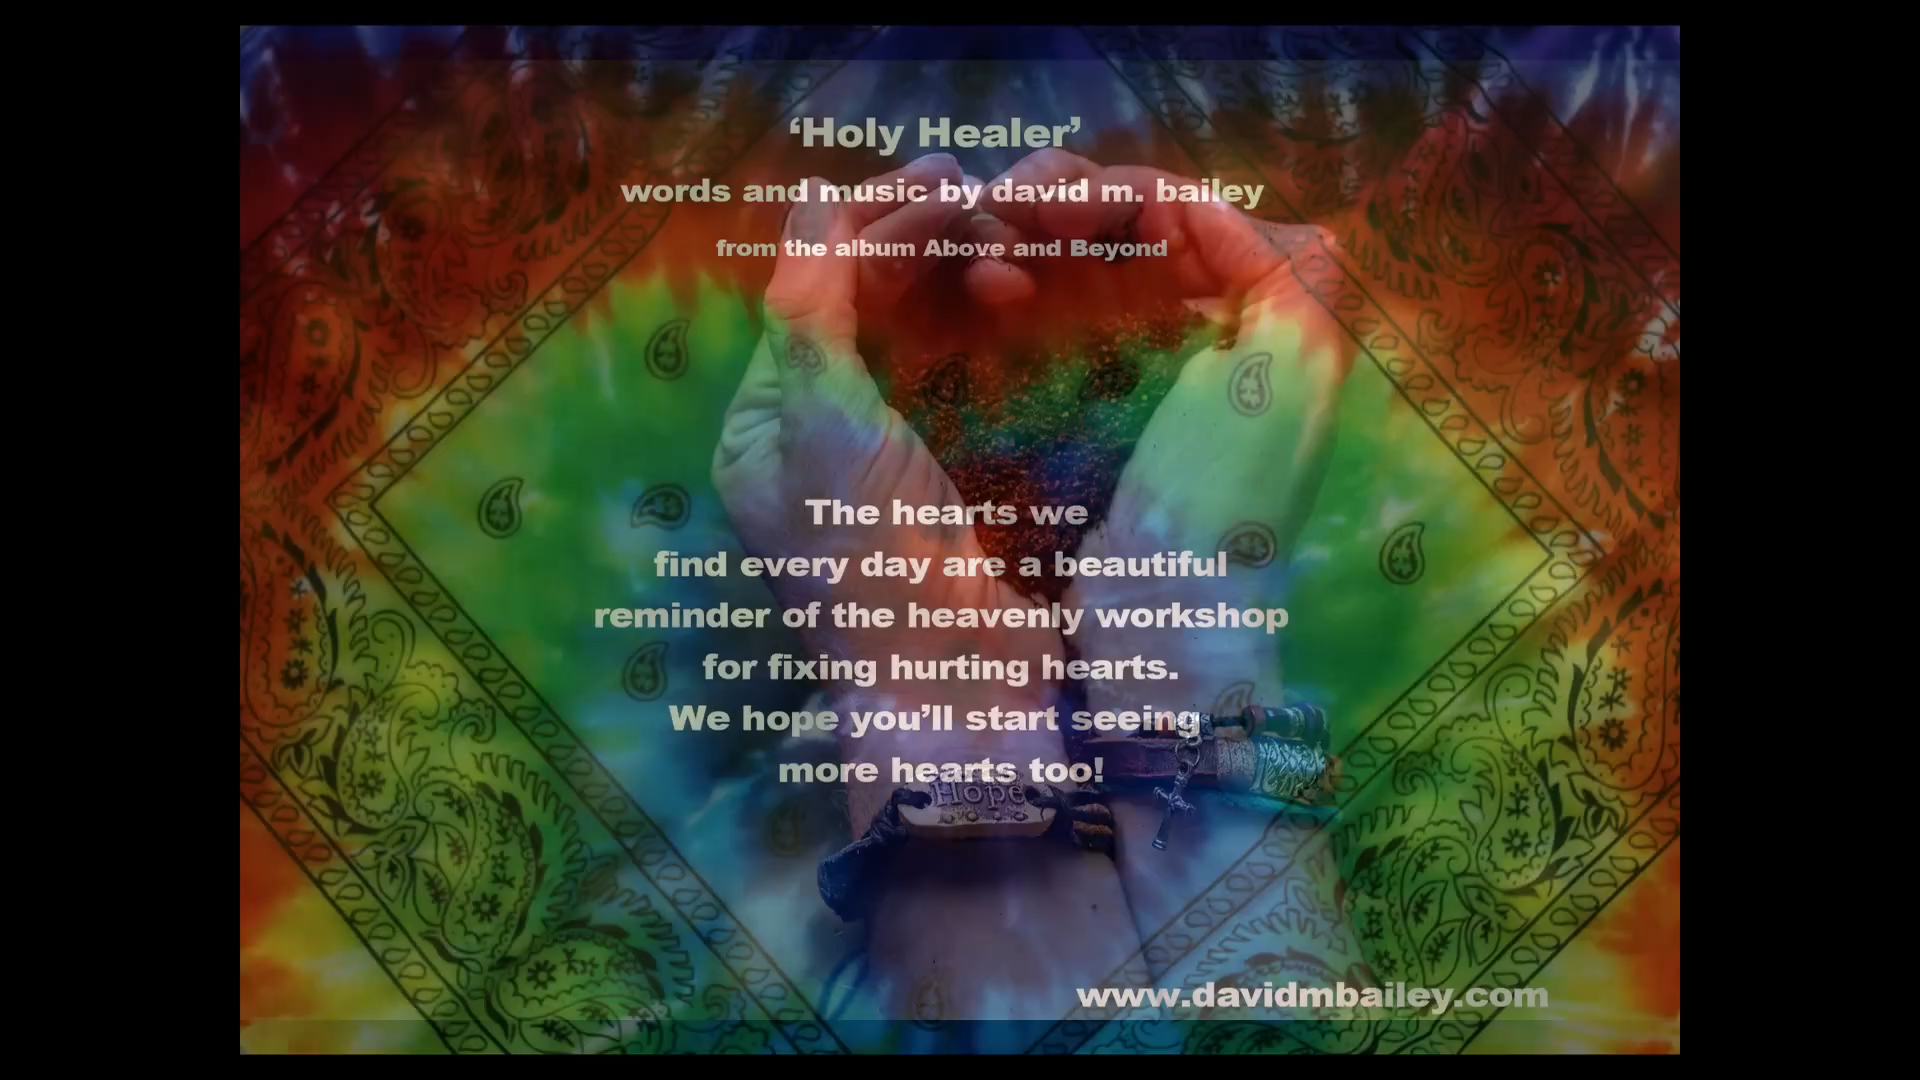 ‘Holy Healer’
words and music by david m. bailey
from the album Above and Beyond
The hearts we
find every day are a beautiful
reminder of the heavenly workshop
for fixing hurting hearts.
We hope you’ll start seeing
more hearts too!
Hope
www.davidmbailey.com